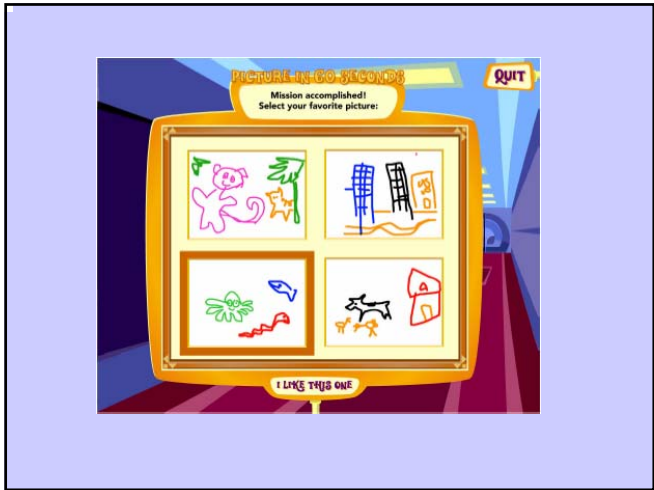 PICTURE IN 60 SECONDS
QUIT
Mission accomplished!
Select your favorite picture:
I LIKE THIS ONE